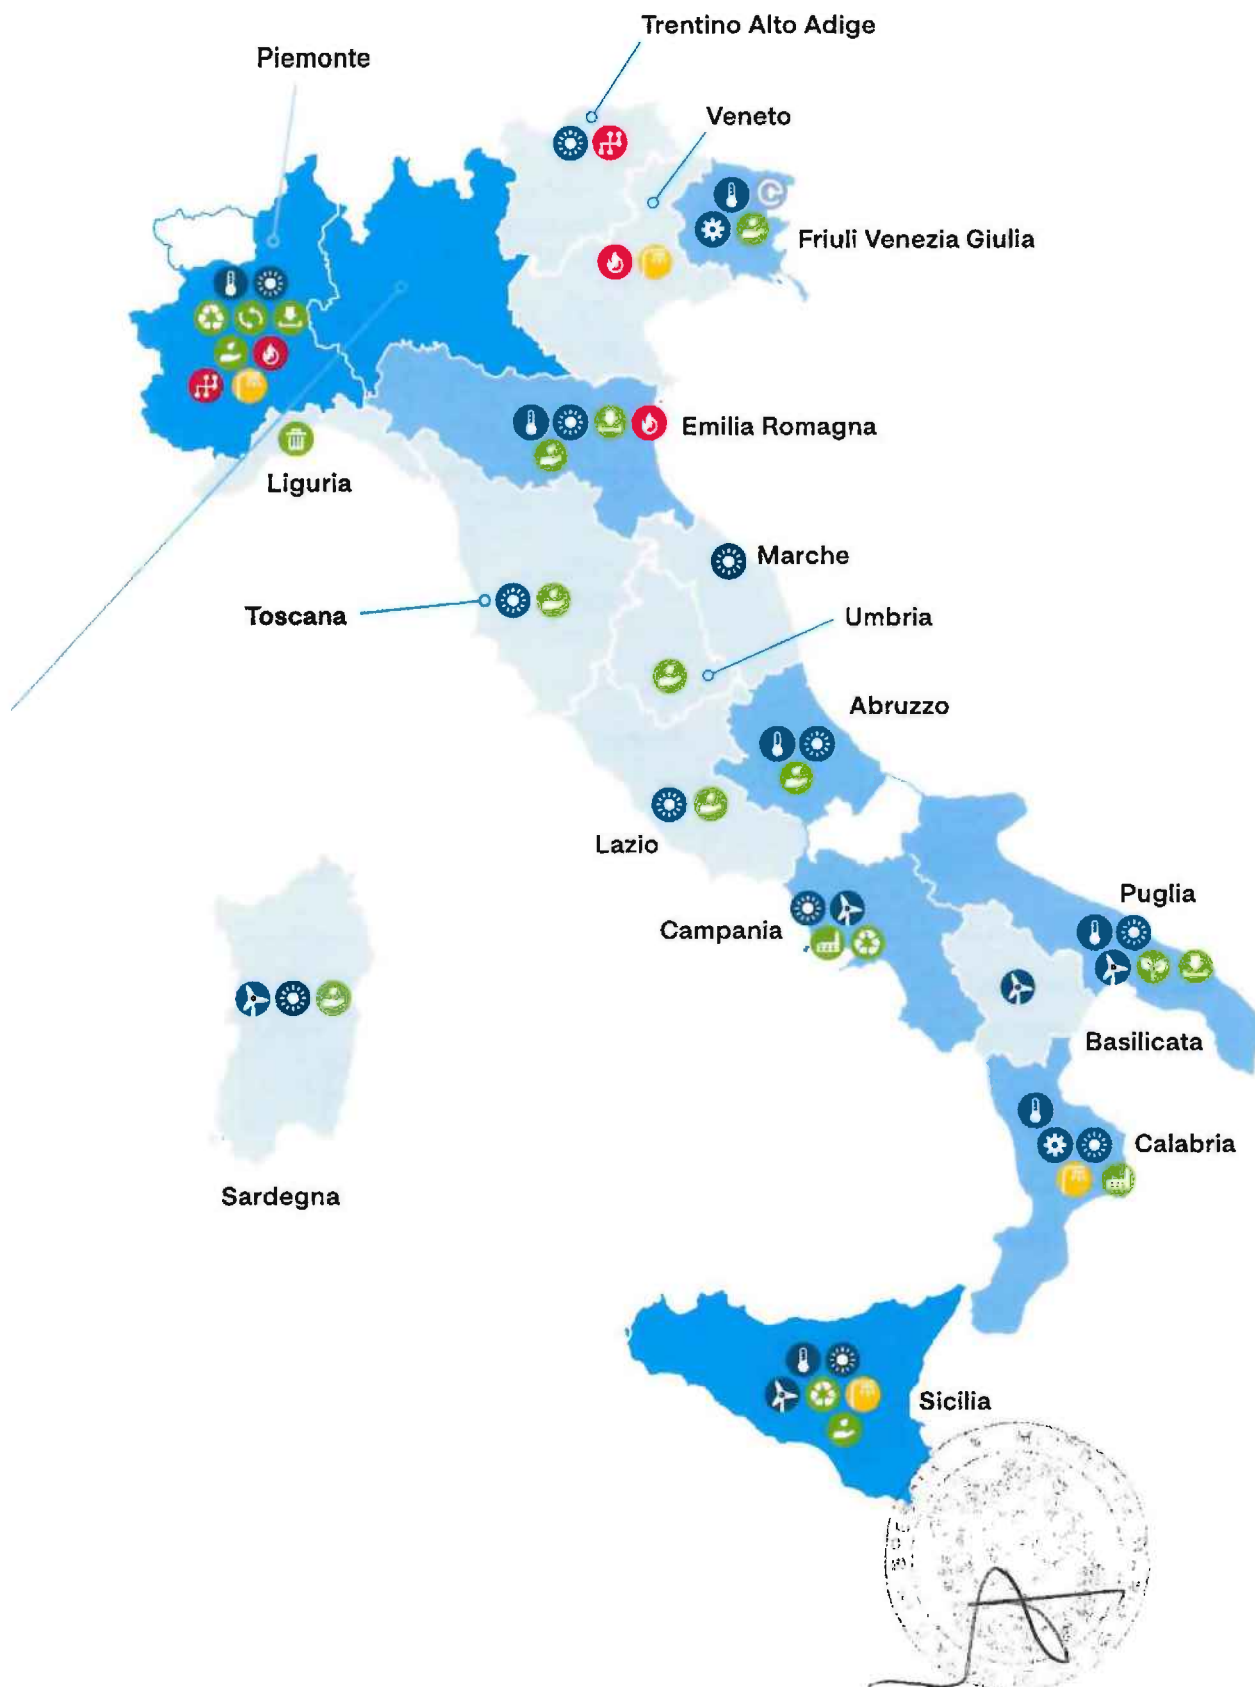 Trentino Alto Adige
Piemonte
Veneto
Friuli Venezia Giulia
Emilia Romagna
Liguria
Marche
Toscana
Umbria
Abruzzo
Lazio
Puglia
Campania
Basilicata
Calabria
Sardegna
Sicilia